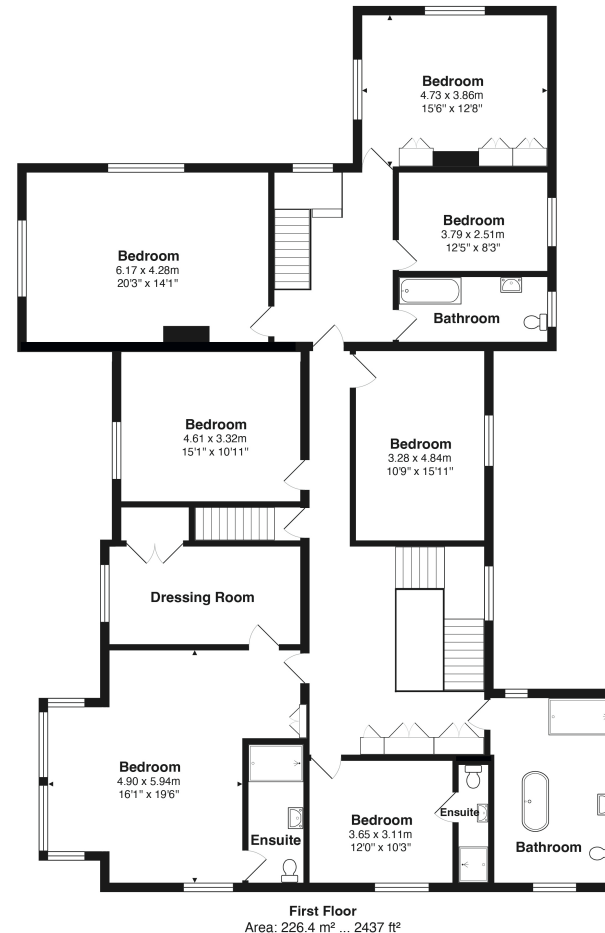 Bedroom
4.73 x 3.86m
15'6" x 12'8"
Bedroom
3.79 x 2.51m
12'5" x 8'3"
Bedroom
6.17 x 4.28m
20'3" x 14'1"
Bathroom
Bedroom
4.61 x 3.32m
15'1" x 10'11"
Bedroom
3.28 x 4.84m
10'9" x 15'11"
Dressing Room
Bedroom
4.90 x 5.94m
16'1" x 19'6"
Ensuite
Bedroom
3.65 x 3.11m
12'0" x 10'3"
Ensuite
Bathroom
First Floor
Area: 226.4 m² ... 2437 ft²